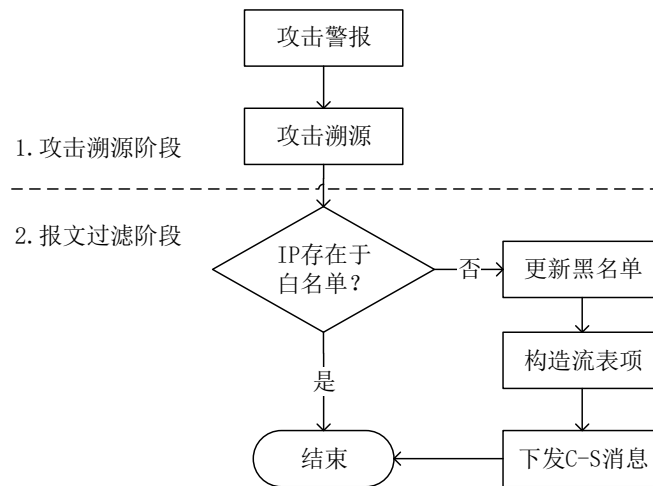 攻击警报
攻击溯源
1.攻击溯源阶段
2.报文过滤阶段
IP存在于
白名单？
否
更新黑名单
构造流表项
是
结束
下发C-S消息